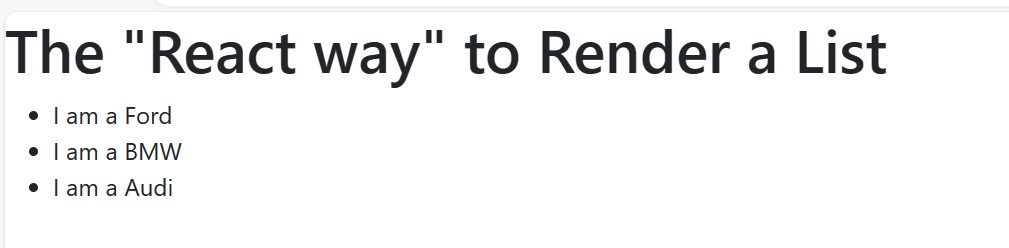 The "React way" to Render a List
I am a Ford
I am a BMW
I am a Audi